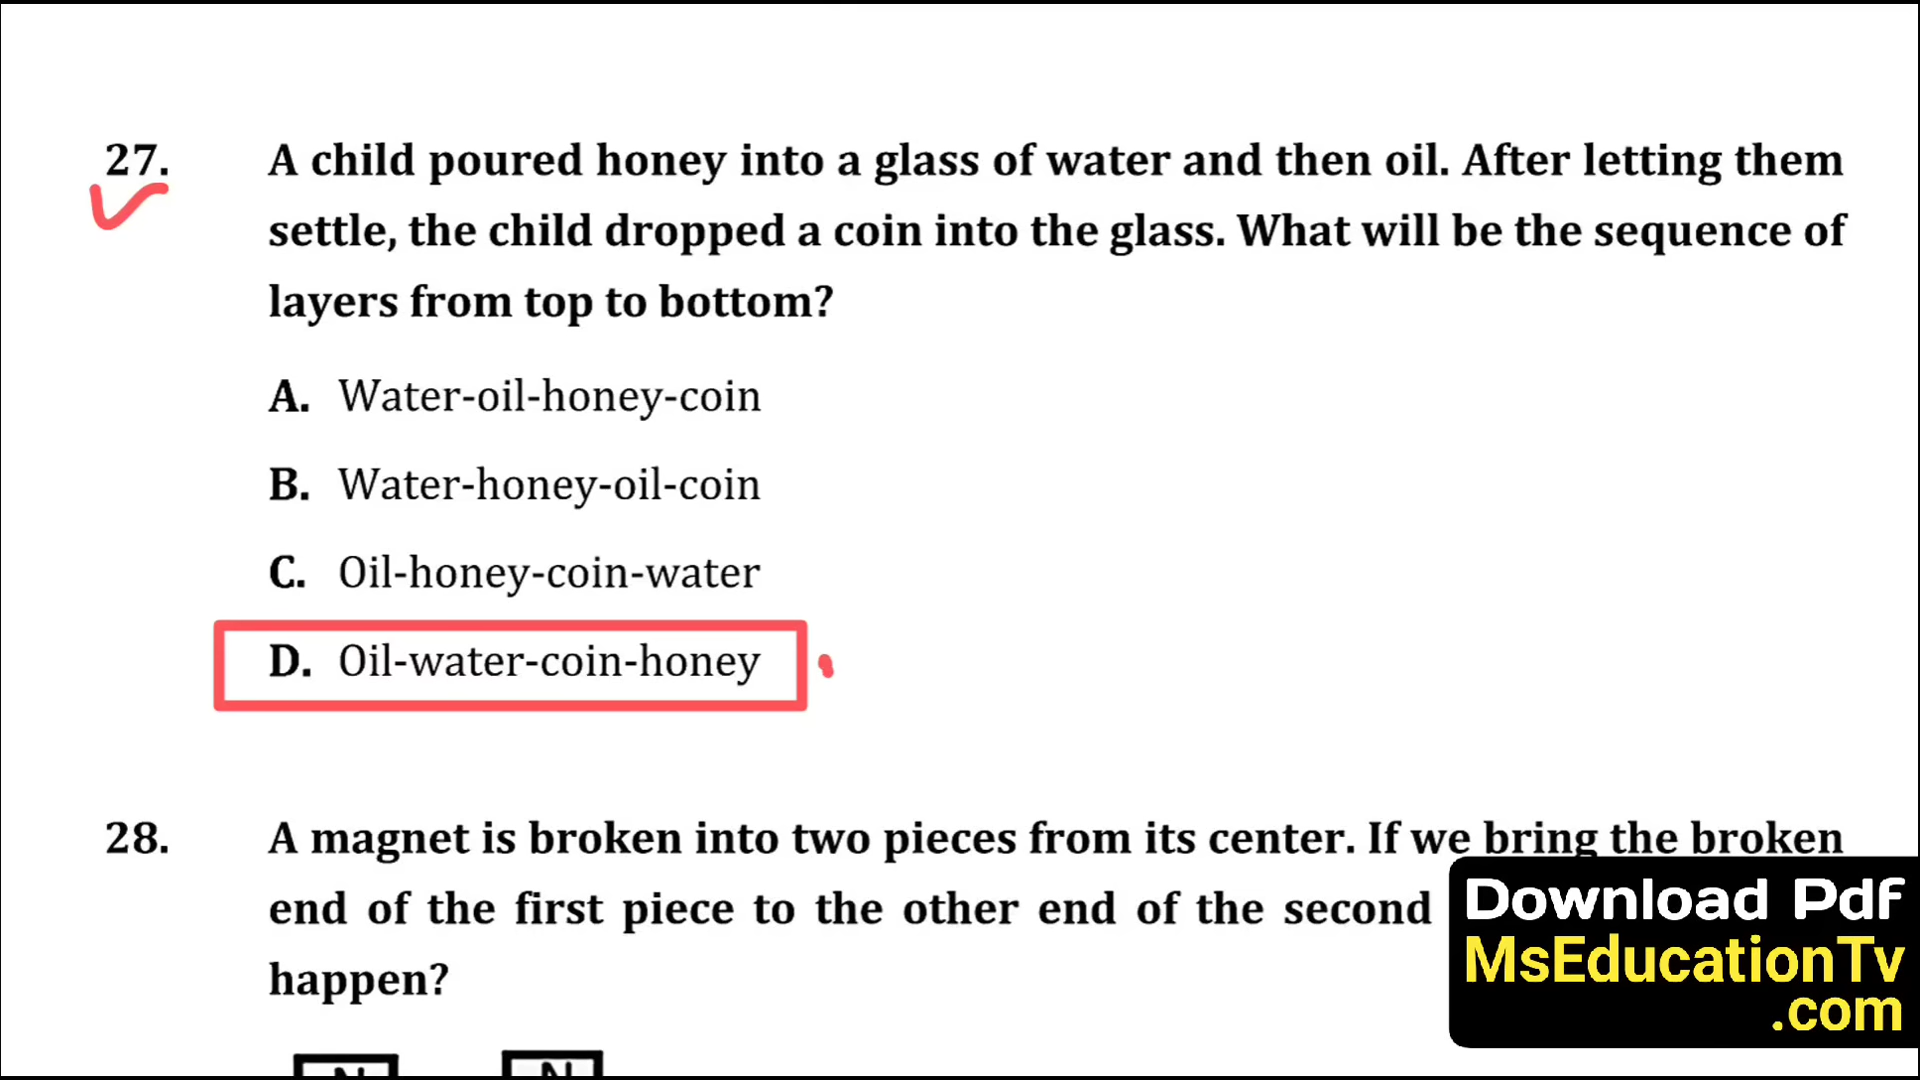 27. A child poured honey into a glass of water and then oil. After letting them
settle, the child dropped a coin into the glass. What will be the sequence of
layers from top to bottom?
A. Water-oil-honey-coin
B. Water-honey-oil-coin
C. Oil-honey-coin-water
D. Oil-water-coin-honey
28. A magnet is broken into two pieces from its center. If we bring the broken
end of the first piece to the other end of the second
happen?
N N
Download Pdf
MsEducationTv
.com